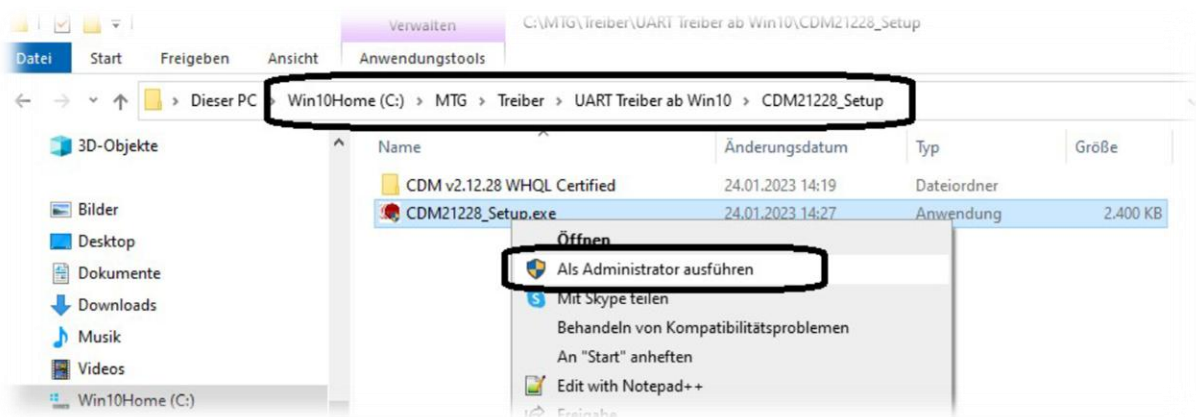 Verwalten C:\MTG\Treiber\UART Treiber ab Win10\CDM21228_Setup
Datei Start Freigeben Ansicht Anwendungstools
Dieser PC > Win10Home (C:) > MTG > Treiber > UART Treiber ab Win10 > CDM21228_Setup
3D-Objekte
Bilder
Desktop
Dokumente
Downloads
Musik
Videos
Win10Home (C:)
Name Änderungsdatum Typ Größe
CDM v2.12.28 WHQL Certified 24.01.2023 14:19 Dateiordner
CDM21228_Setup.exe 24.01.2023 14:27 Anwendung 2.400 KB
Öffnen
Als Administrator ausführen
Mit Skype teilen
Behandeln von Kompatibilitätsproblemen
An "Start" anheften
Edit with Notepad++
Freigabe